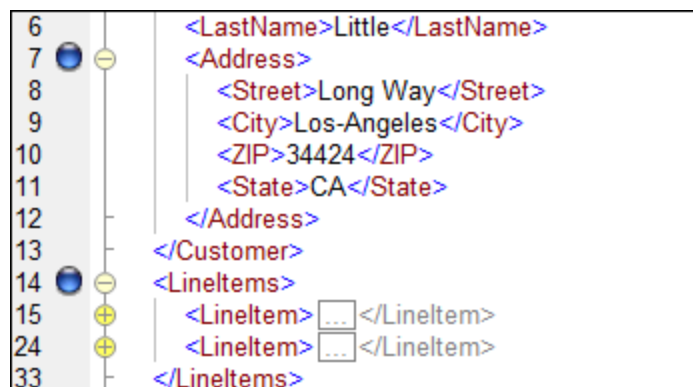 6 <LastName>Little</LastName>
7 <Address>
8 <Street>Long Way</Street>
9 <City>Los-Angeles</City>
10 <ZIP>34424</ZIP>
11 <State>CA</State>
12 </Address>
13 </Customer>
14 <LineItems>
15 <LineItem> ... </LineItem>
24 <LineItem> ... </LineItem>
33 </LineItems>